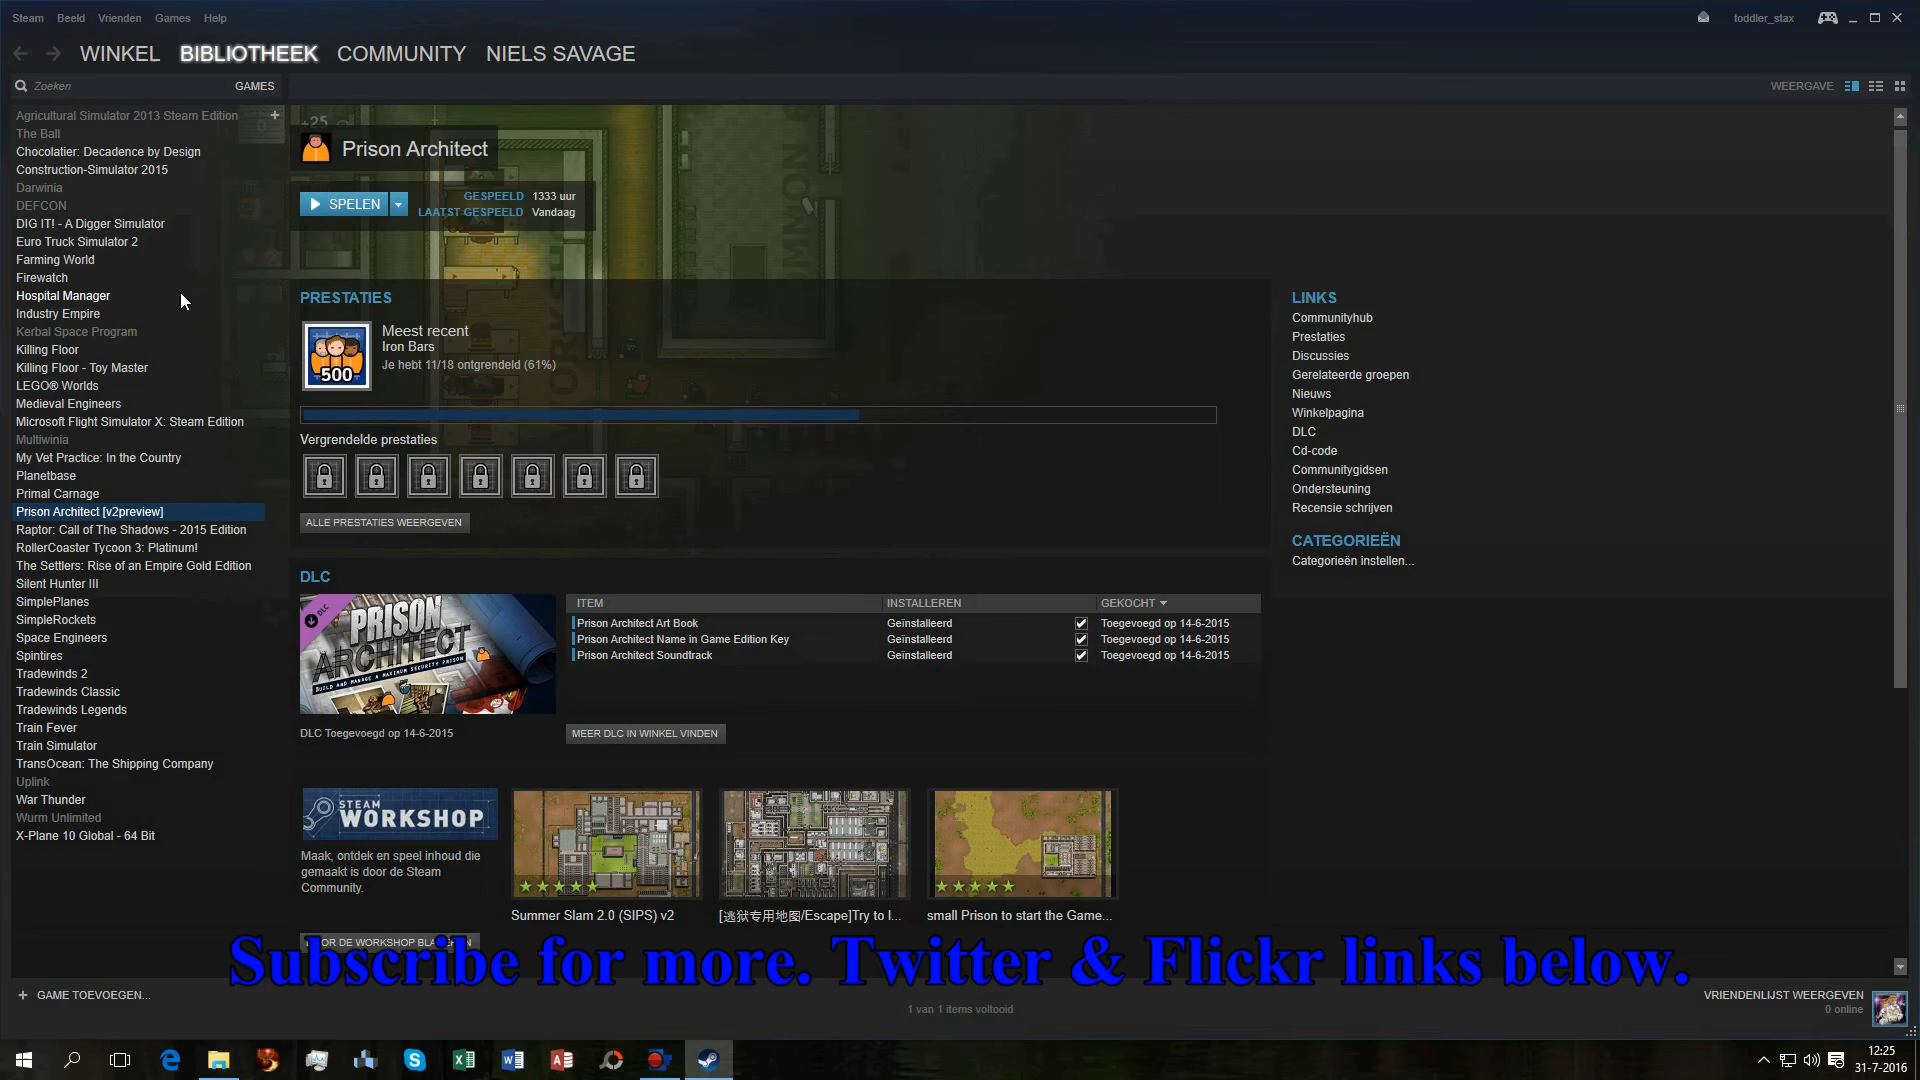 Steam Beeld Vrienden Games Help
toddler_stax
WINKEL BIBLIOTHEEK COMMUNITY NIELS SAVAGE
Zoeken GAMES
WEERGAVE
Agricultural Simulator 2013 Steam Edition
The Ball
Chocolatier: Decadence by Design
Construction-Simulator 2015
Darwinia
DEFCON
DIG IT! - A Digger Simulator
Euro Truck Simulator 2
Farming World
Firewatch
Hospital Manager
Industry Empire
Kerbal Space Program
Killing Floor
Killing Floor - Toy Master
LEGO® Worlds
Medieval Engineers
Microsoft Flight Simulator X: Steam Edition
Multiwinia
My Vet Practice: In the Country
Planetbase
Primal Carnage
Prison Architect [v2preview]
Raptor: Call of The Shadows - 2015 Edition
RollerCoaster Tycoon 3: Platinum!
The Settlers: Rise of an Empire Gold Edition
Silent Hunter III
SimplePlanes
SimpleRockets
Space Engineers
Spintires
Tradewinds 2
Tradewinds Classic
Tradewinds Legends
Train Fever
Train Simulator
TransOcean: The Shipping Company
Uplink
War Thunder
Wurm Unlimited
X-Plane 10 Global - 64 Bit
+25
Prison Architect
SPELEN
GESPEELD 1333 uur
LAATST GESPEELD Vandaag
PRESTATIES
500
Meest recent
Iron Bars
Je hebt 11/18 ontgrendeld (61%)
Vergrendelde prestaties
ALLE PRESTATIES WEERGEVEN
DLC
DLC
PRISON
ARCHITECT
BUILD AND MANAGE A MAXIMUM SECURITY PRISON
DLC Toegevoegd op 14-6-2015
ITEM INSTALLEREN GEKOCHT
Prison Architect Art Book Geïnstalleerd Toegevoegd op 14-6-2015
Prison Architect Name in Game Edition Key Geïnstalleerd Toegevoegd op 14-6-2015
Prison Architect Soundtrack Geïnstalleerd Toegevoegd op 14-6-2015
MEER DLC IN WINKEL VINDEN
STEAM
WORKSHOP
Maak, ontdek en speel inhoud die
gemaakt is door de Steam
Community.
Summer Slam 2.0 (SIPS) v2
[逃狱专用地图/Escape]Try to l...
small Prison to start the Game...
LINKS
Communityhub
Prestaties
Discussies
Gerelateerde groepen
Nieuws
Winkelpagina
DLC
Cd-code
Communitygidsen
Ondersteuning
Recensie schrijven
CATEGORIEËN
Categorieën instellen...
Subscribe for more. Twitter & Flickr links below.
+ GAME TOEVOEGEN...
1 van 1 items voltooid
VRIENDENLIJST WEERGEVEN
0 online
12:25
31-7-2016